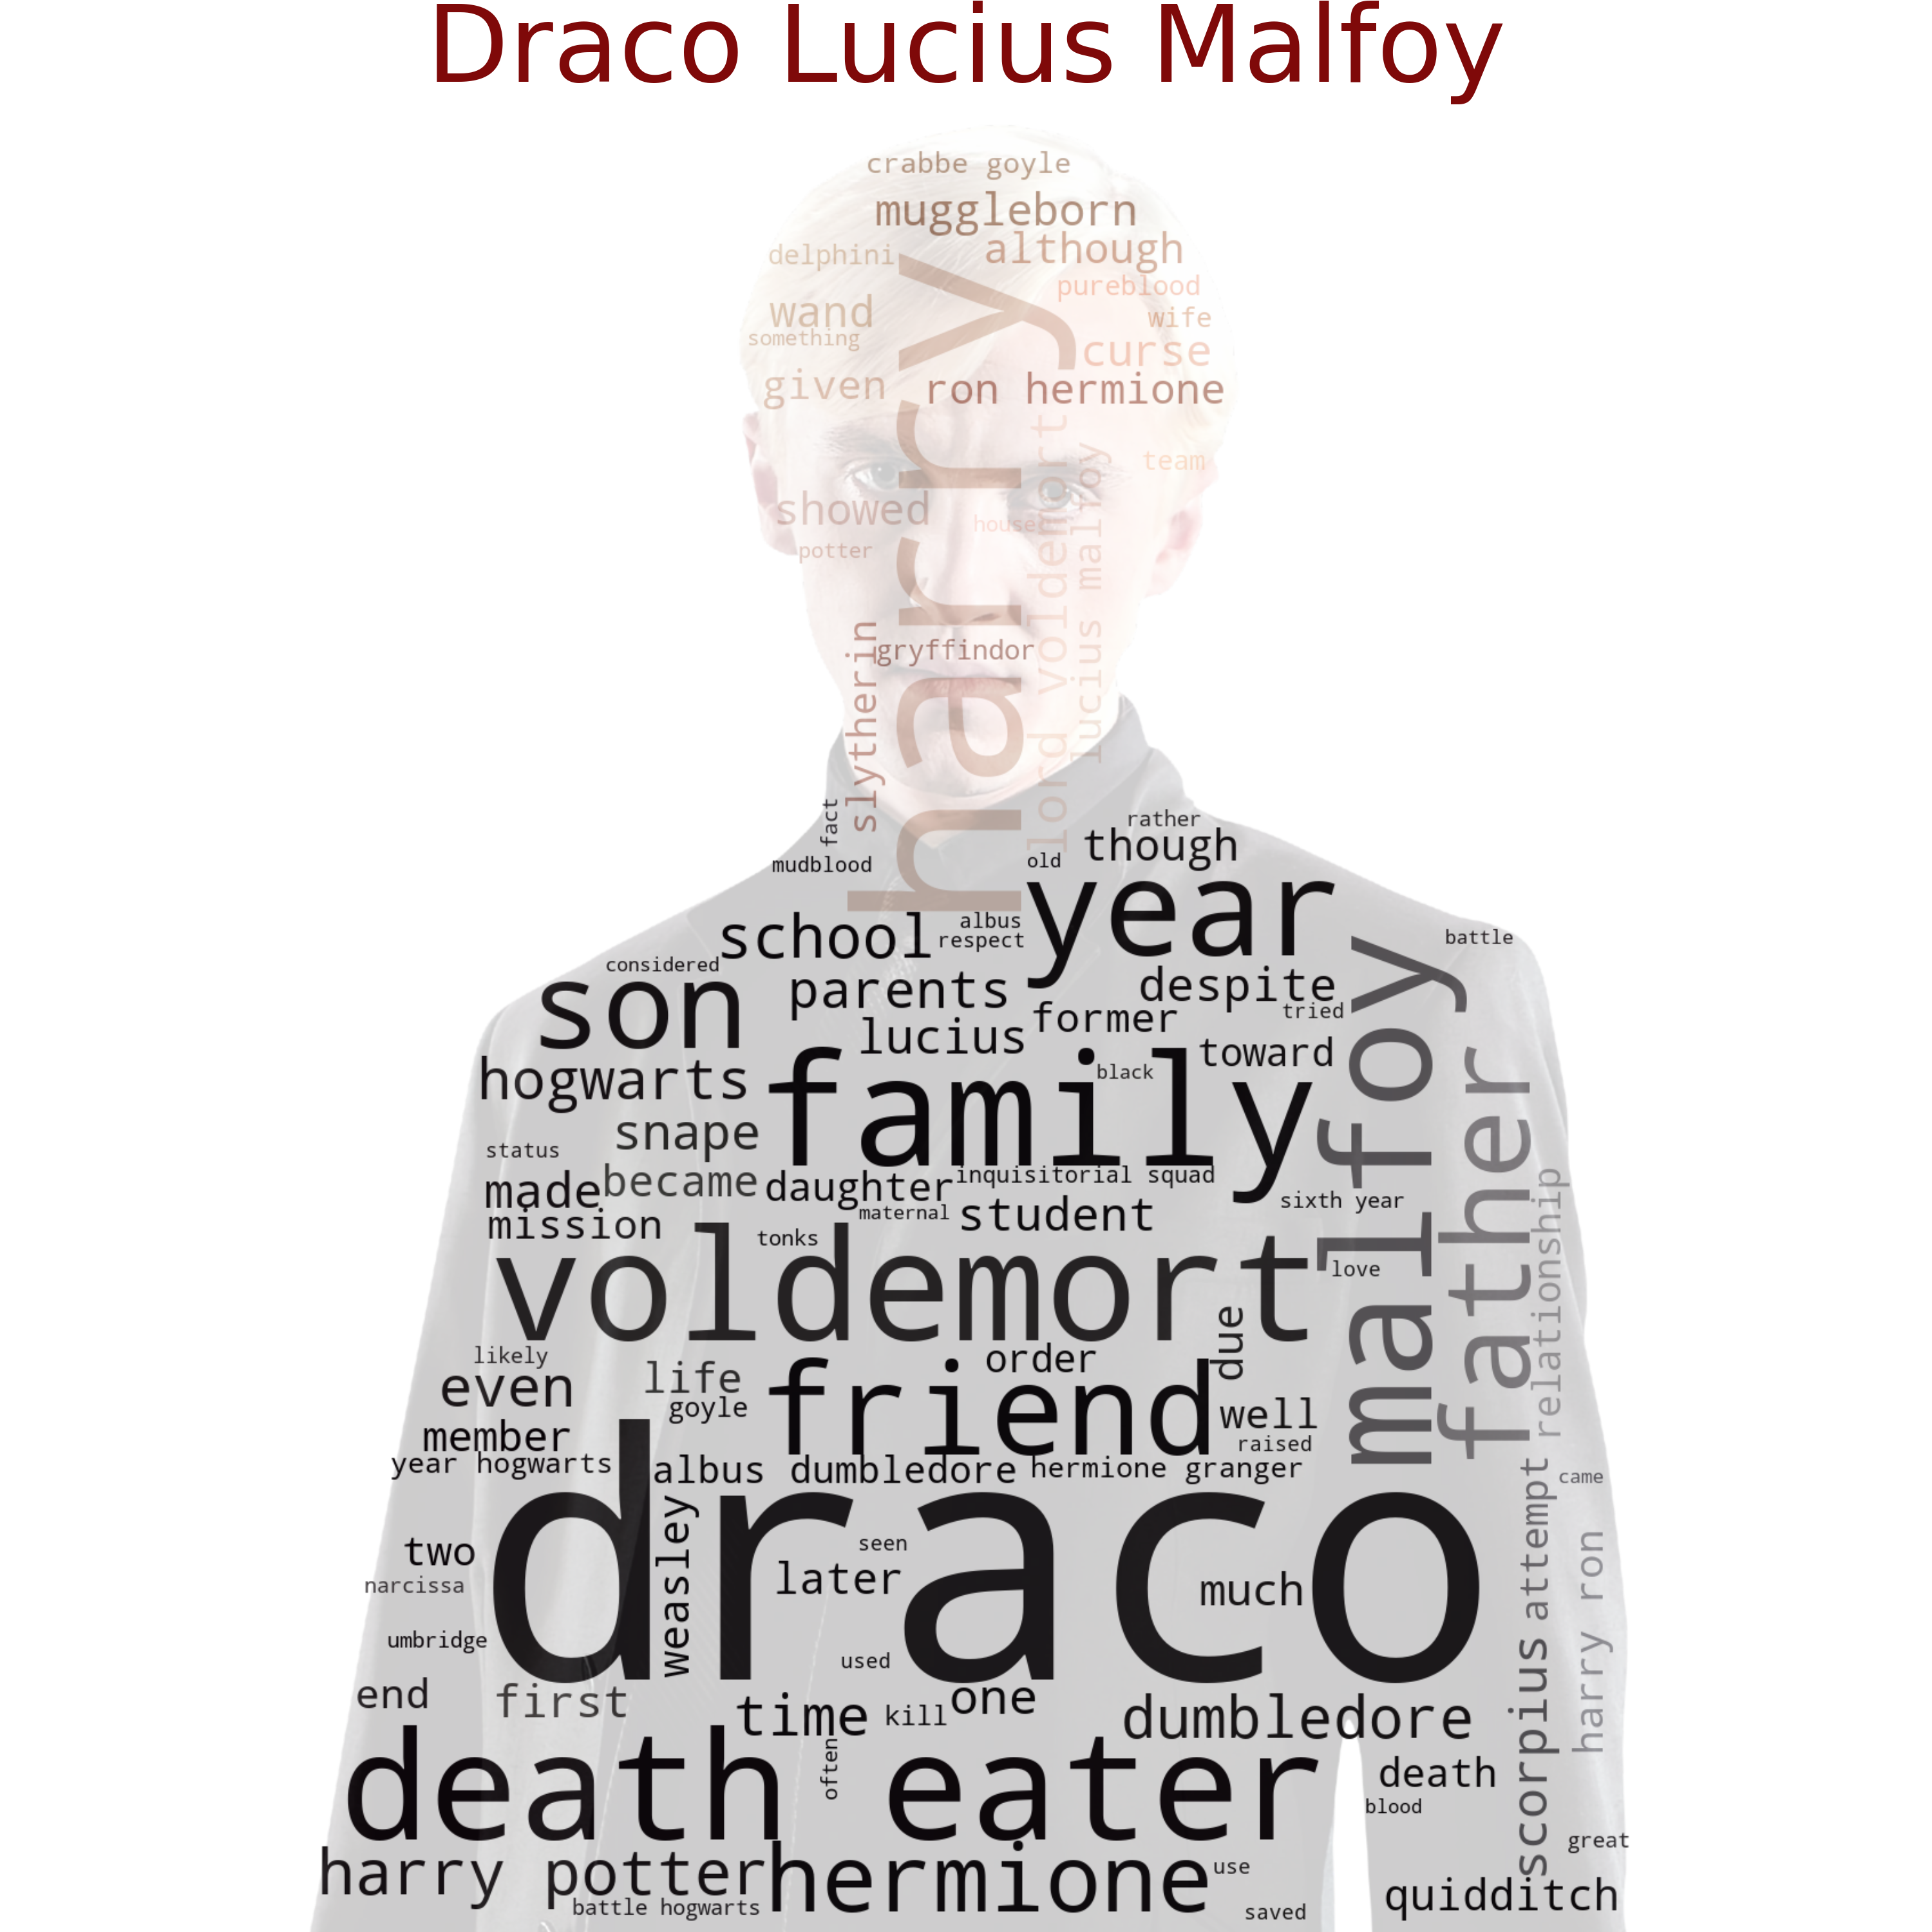 Draco Lucius Malfoy
crabbe goyle
muggleborn
although
delphini
pureblood
wand
wife
something
curse
given
ron hermione
harry
lord voldemort
lucius malfoy
team
showed
house
potter
slytherin
gryffindor
fact
rather
though
mudblood
old
year
school
albus
respect
battle
considered
son
parents
despite
tried
former
lucius
toward
malfoy
father
hogwarts
family
black
snape
status
made
became
daughter
inquisitorial squad
sixth year
relationship
mission
maternal
student
tonks
voldemort
love
due
likely
order
even
life
goyle
friend
well
member
raised
year hogwarts
albus dumbledore
hermione granger
came
draco
weasley
two
seen
later
much
attempt
harry ron
narcissa
umbridge
used
scorpius
end
first
time
kill
one
dumbledore
often
death eater
death
blood
great
harry potter
hermione
use
quidditch
battle hogwarts
saved